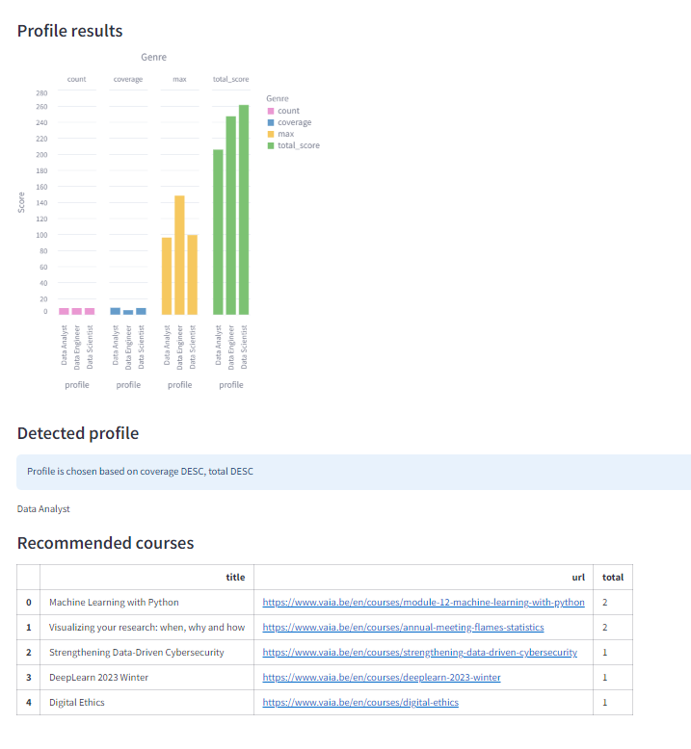 Profile results
Genre
count coverage max total_score
280
260
240
220
200
180
160
140
120
100
80
60
40
20
0
Score
Data Analyst Data Engineer Data Scientist Data Analyst Data Engineer Data Scientist Data Analyst Data Engineer Data Scientist Data Analyst Data Engineer Data Scientist
profile profile profile profile
Genre
count
coverage
max
total_score
Detected profile
Profile is chosen based on coverage DESC, total DESC
Data Analyst
Recommended courses
title url total
0 Machine Learning with Python https://www.vaia.be/en/courses/module-12-machine-learning-with-python 2
1 Visualizing your research: when, why and how https://www.vaia.be/en/courses/annual-meeting-flames-statistics 2
2 Strengthening Data-Driven Cybersecurity https://www.vaia.be/en/courses/strengthening-data-driven-cybersecurity 1
3 DeepLearn 2023 Winter https://www.vaia.be/en/courses/deeplearn-2023-winter 1
4 Digital Ethics https://www.vaia.be/en/courses/digital-ethics 1